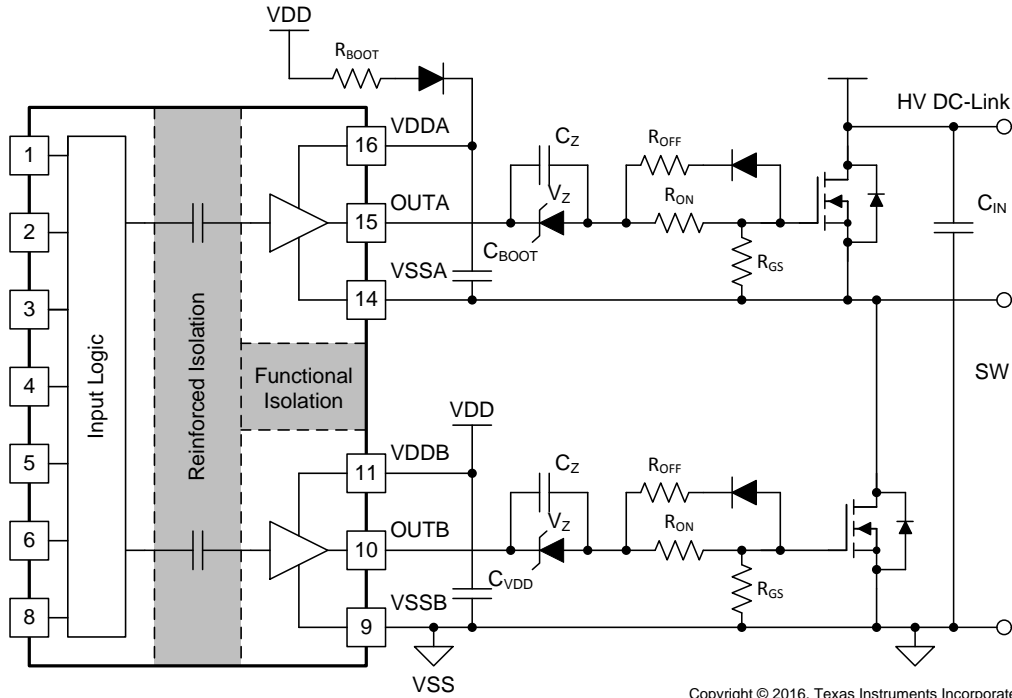 VDD
RBOOT
HV DC-Link
CIN
SW
1
2
3
4
5
6
8
Input Logic
Reinforced Isolation
Functional
Isolation
16
VDDA
15
OUTA
14
VSSA
CBOOT
CZ
VZ
ROFF
RON
RGS
VDD
11
VDDB
10
OUTB
9
VSSB
CVDD
CZ
VZ
ROFF
RON
RGS
VSS
Copyright © 2016, Texas Instruments Incorporate